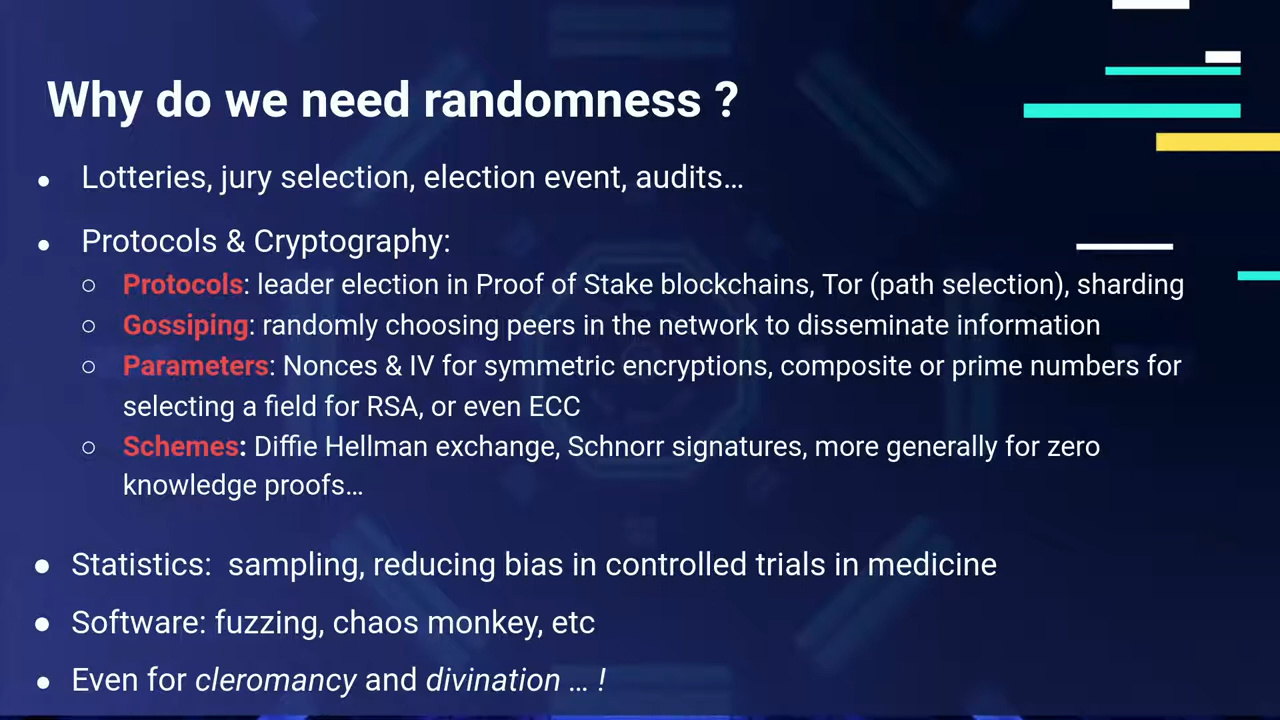 Why do we need randomness ?
● Lotteries, jury selection, election event, audits…
● Protocols & Cryptography:
○ Protocols: leader election in Proof of Stake blockchains, Tor (path selection), sharding
○ Gossiping: randomly choosing peers in the network to disseminate information
○ Parameters: Nonces & IV for symmetric encryptions, composite or prime numbers for
selecting a field for RSA, or even ECC
○ Schemes: Diffie Hellman exchange, Schnorr signatures, more generally for zero
knowledge proofs…
● Statistics: sampling, reducing bias in controlled trials in medicine
● Software: fuzzing, chaos monkey, etc
● Even for cleromancy and divination … !